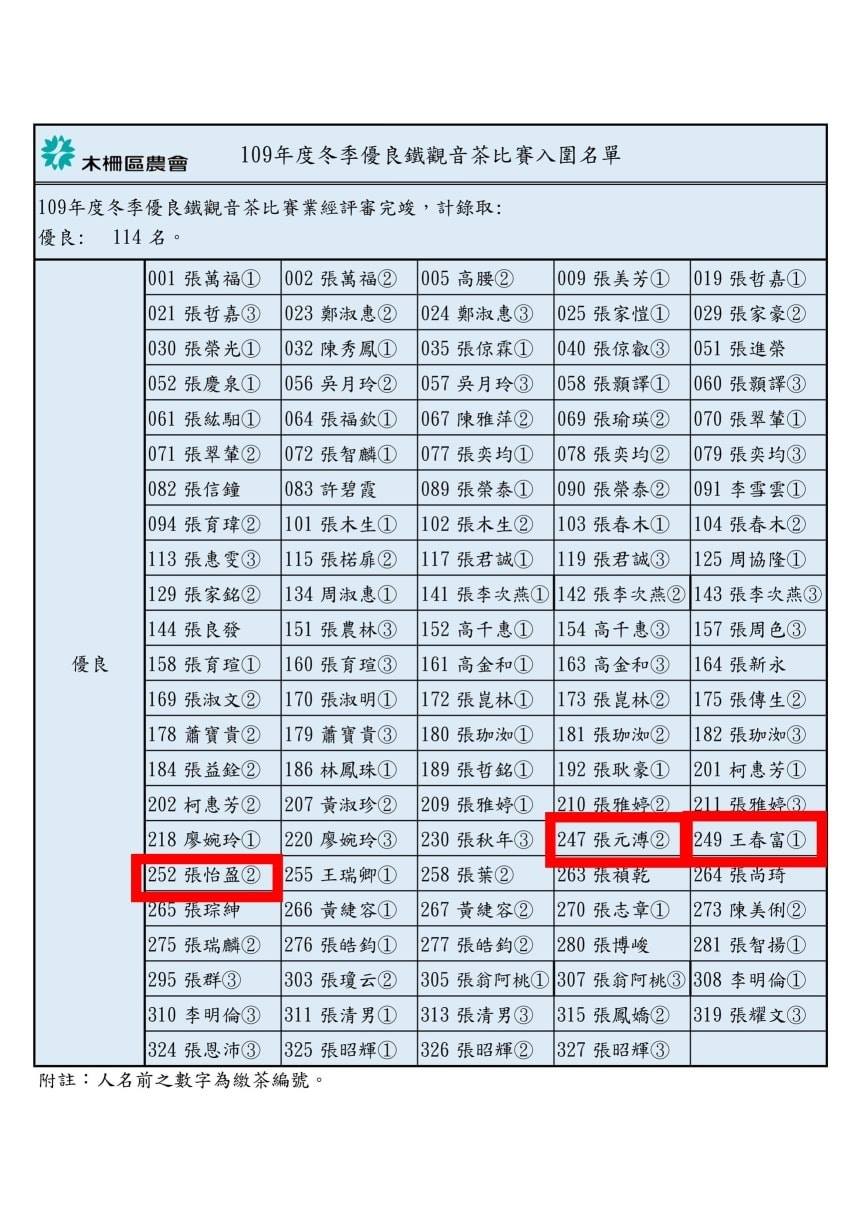 木柵區農會 109年度冬季優良鐵觀音茶比賽入圍名單
109年度冬季優良鐵觀音茶比賽業經評審完竣，計錄取:
優良: 114 名。
001 張萬福① 002 張萬福② 005 高腰② 009 張美芳① 019 張哲嘉①
021 張哲嘉③ 023 鄭淑惠② 024 鄭淑惠③ 025 張家愷① 029 張家豪②
030 張榮光① 032 陳秀鳳① 035 張倞霖① 040 張倞叡③ 051 張進榮
052 張慶泉① 056 吳月玲② 057 吳月玲③ 058 張顥譯① 060 張顥譯③
061 張紘馹① 064 張福欽① 067 陳雅萍② 069 張瑜瑛② 070 張翠輦①
071 張翠輦② 072 張智麟① 077 張奕均① 078 張奕均② 079 張奕均③
082 張信鐘 083 許碧霞 089 張榮泰① 090 張榮泰② 091 李雪雲①
094 張育瑋② 101 張木生① 102 張木生② 103 張春木① 104 張春木②
113 張惠雯③ 115 張楉扉② 117 張君誠① 119 張君誠③ 125 周協隆①
129 張家銘② 134 周淑惠① 141 張李次燕① 142 張李次燕② 143 張李次燕③
144 張良發 151 張農林③ 152 高千惠① 154 高千惠③ 157 張周色③
優良 158 張育瑄① 160 張育瑄③ 161 高金和① 163 高金和③ 164 張新永
169 張淑文② 170 張淑明① 172 張崑林① 173 張崑林② 175 張傳生②
178 蕭寶貴② 179 蕭寶貴③ 180 張珈洳① 181 張珈洳② 182 張珈洳③
184 張益銓② 186 林鳳珠① 189 張哲銘① 192 張耿豪① 201 柯惠芳①
202 柯惠芳② 207 黃淑珍② 209 張雅婷① 210 張雅婷② 211 張雅婷③
218 廖婉玲① 220 廖婉玲③ 230 張秋年③ 247 張元溥② 249 王春富①
252 張怡盈② 255 王瑞卿① 258 張葉② 263 張禎乾 264 張尚琦
265 張琮紳 266 黃緁容① 267 黃緁容② 270 張志章① 273 陳美俐②
275 張瑞麟② 276 張皓鈞① 277 張皓鈞② 280 張博峻 281 張智揚①
295 張群③ 303 張瓊云② 305 張翁阿桃① 307 張翁阿桃③ 308 李明倫①
310 李明倫③ 311 張清男① 313 張清男③ 315 張鳳嬌② 319 張耀文③
324 張恩沛③ 325 張昭輝① 326 張昭輝② 327 張昭輝③
附註：人名前之數字為繳茶編號。